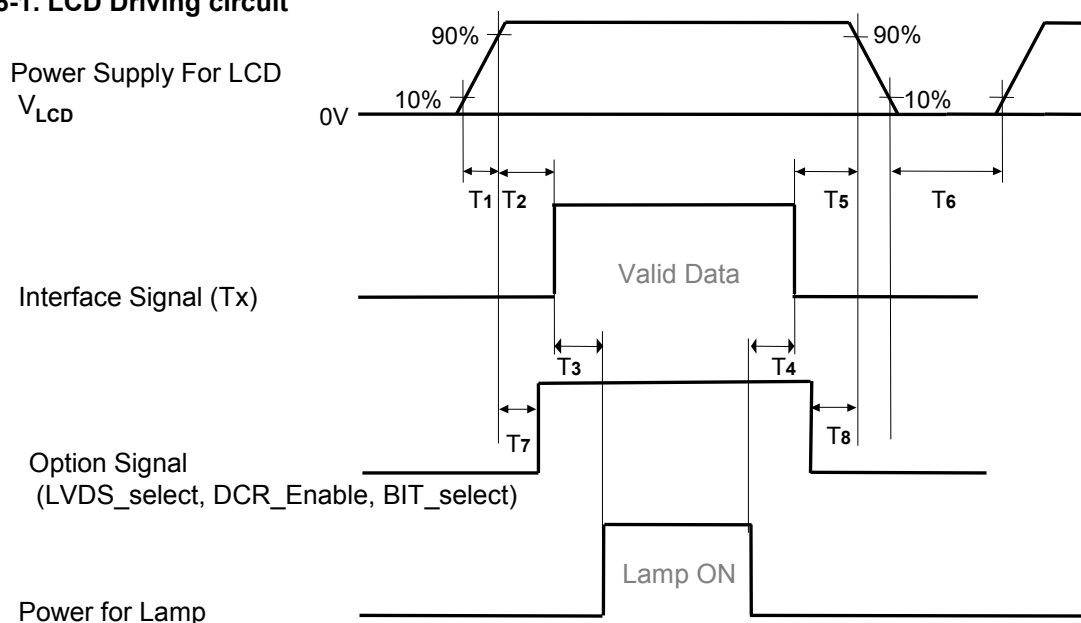 5-1. LCD Driving circuit
90% 90%
Power Supply For LCD
VLCD
10% 10%
0V
T1 T2 T5 T6
Valid Data
Interface Signal (Tx)
T3 T4
T7 T8
Option Signal
(LVDS_select, DCR_Enable, BIT_select)
Lamp ON
Power for Lamp